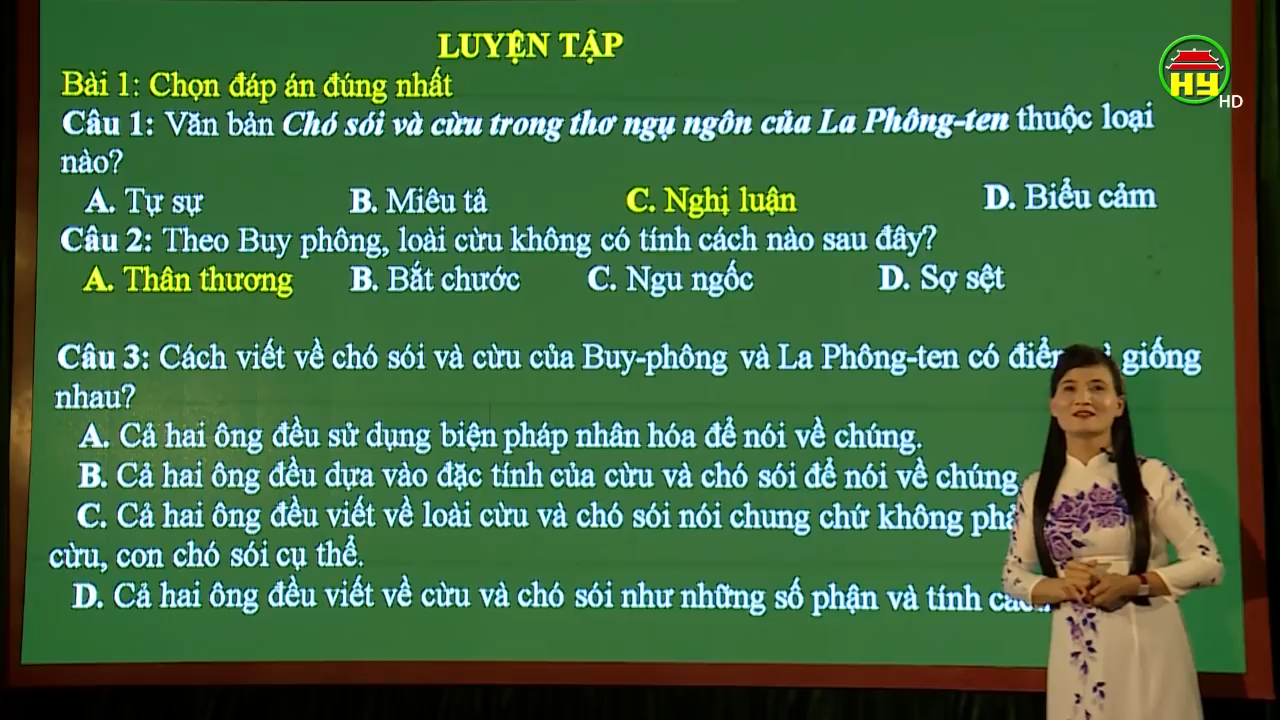 LUYỆN TẬP
Bài 1: Chọn đáp án đúng nhất
Câu 1: Văn bản Chó sói và cừu trong thơ ngụ ngôn của La Phông-ten thuộc loại
nào?
A. Tự sự B. Miêu tả C. Nghị luận D. Biểu cảm
Câu 2: Theo Buy phông, loài cừu không có tính cách nào sau đây?
A. Thân thương B. Bắt chước C. Ngu ngốc D. Sợ sệt
Câu 3: Cách viết về chó sói và cừu của Buy-phông và La Phông-ten có giống
nhau?
A. Cả hai ông đều sử dụng biện pháp nhân hóa để nói về chúng.
B. Cả hai ông đều dựa vào đặc tính của cừu và chó sói để nói về chúng
C. Cả hai ông đều viết về loài cừu và chó sói nói chung chứ không
cừu, con chó sói cụ thể.
D. Cả hai ông đều viết về cừu và chó sói như những số phận và tính
HY
HD